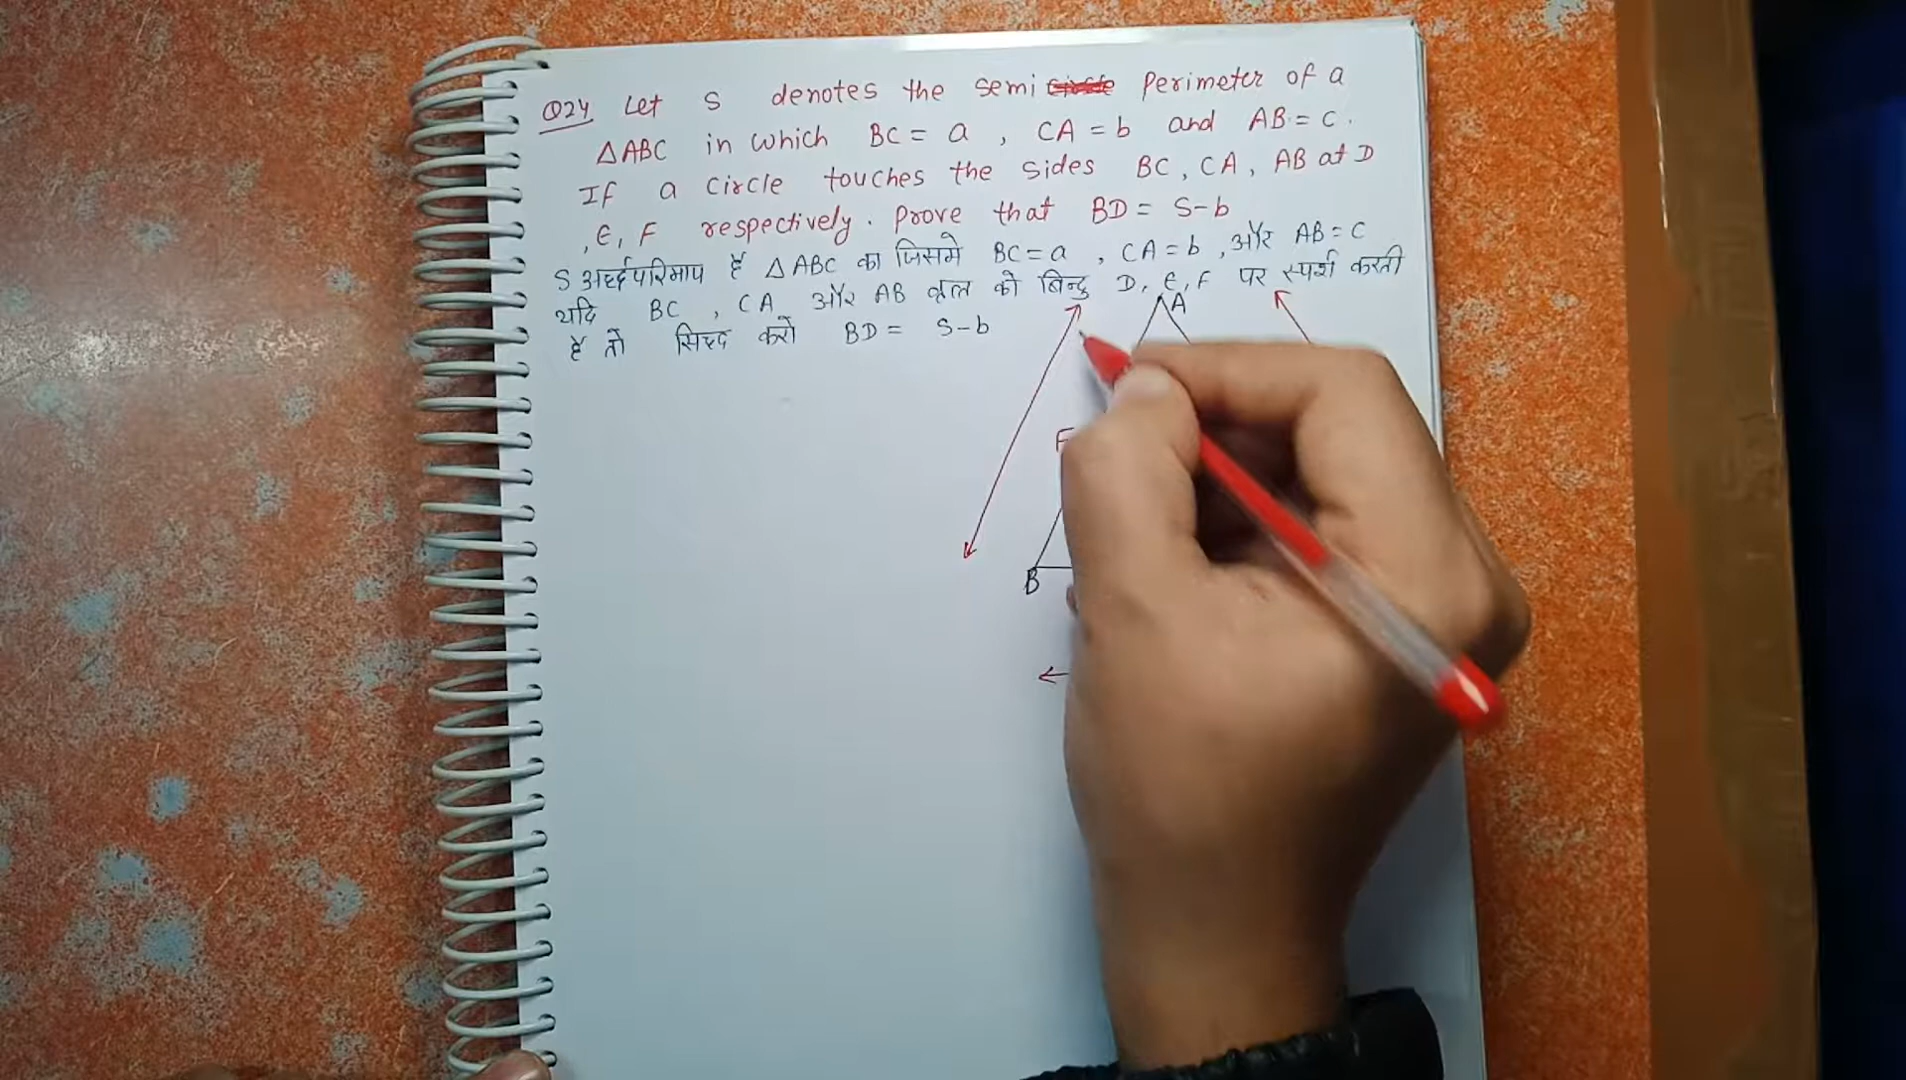 Q24 Let S denotes the semi Perimeter of a
△ABC in which BC = a , CA = b and AB = C.
If a circle touches the sides BC, CA, AB at D
, E, F respectively. Prove that BD = S-b
S अर्द्धपरिमाप हैं △ABC का जिसमे BC = a , CA = b , और AB = C
यदि BC , CA और AB वृत्त को बिन्दु D, E, F पर स्पर्श करती
हैं तो सिद्ध करो BD = S-b
A
F
B